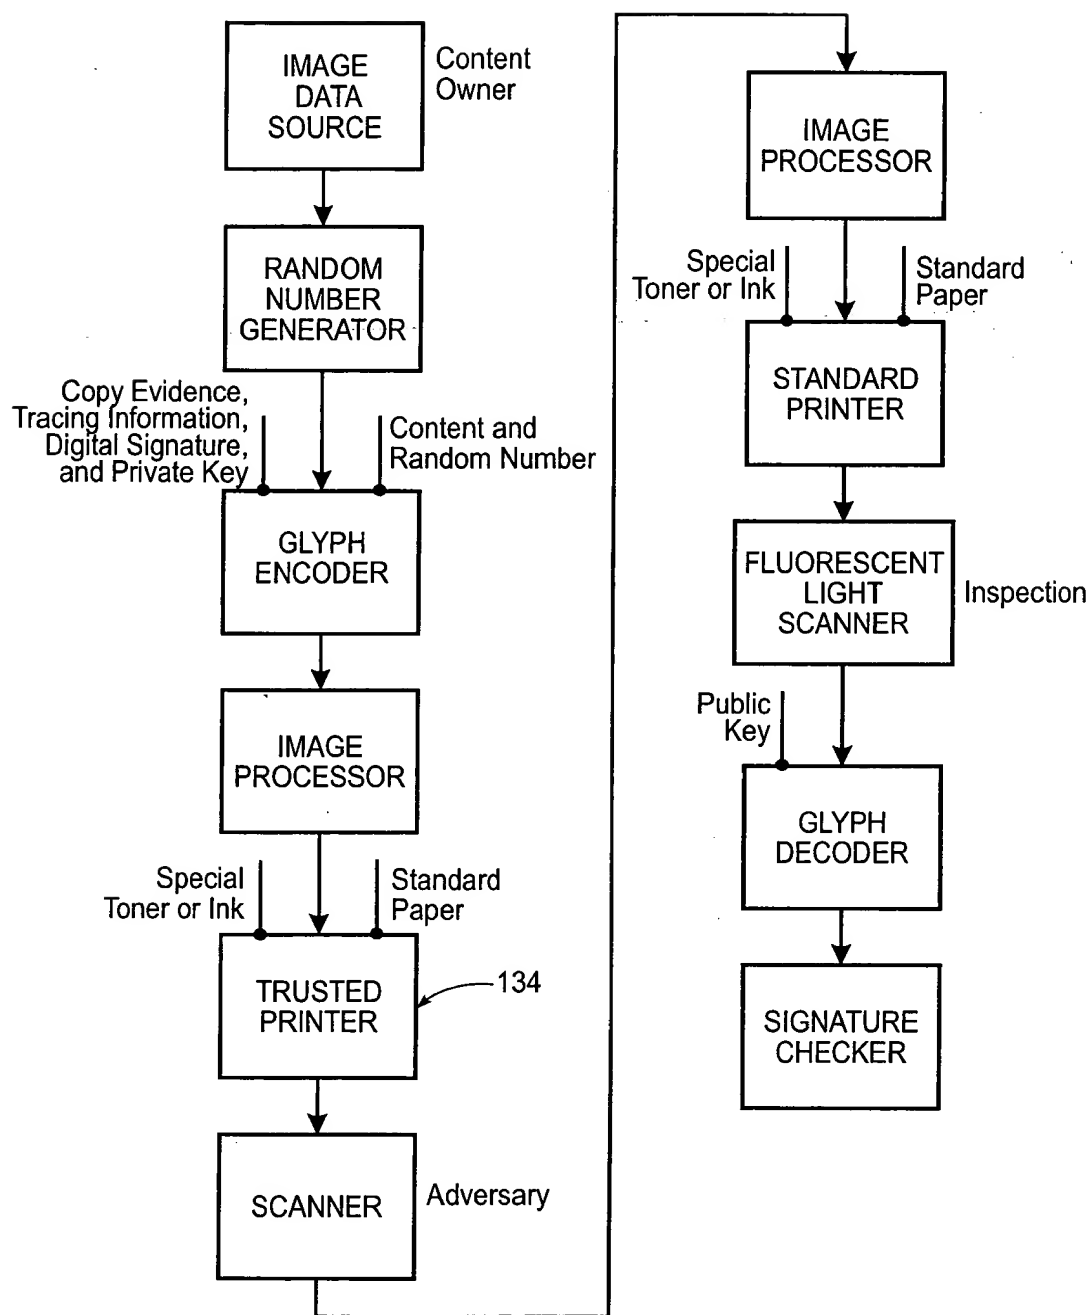 IMAGE
DATA
SOURCE
Content
Owner
RANDOM
NUMBER
GENERATOR
Copy Evidence,
Tracing Information,
Digital Signature,
and Private Key
Content and
Random Number
GLYPH
ENCODER
IMAGE
PROCESSOR
Special
Toner or Ink
Standard
Paper
TRUSTED
PRINTER
134
SCANNER
Adversary
IMAGE
PROCESSOR
Special
Toner or Ink
Standard
Paper
STANDARD
PRINTER
FLUORESCENT
LIGHT
SCANNER
Inspection
Public
Key
GLYPH
DECODER
SIGNATURE
CHECKER